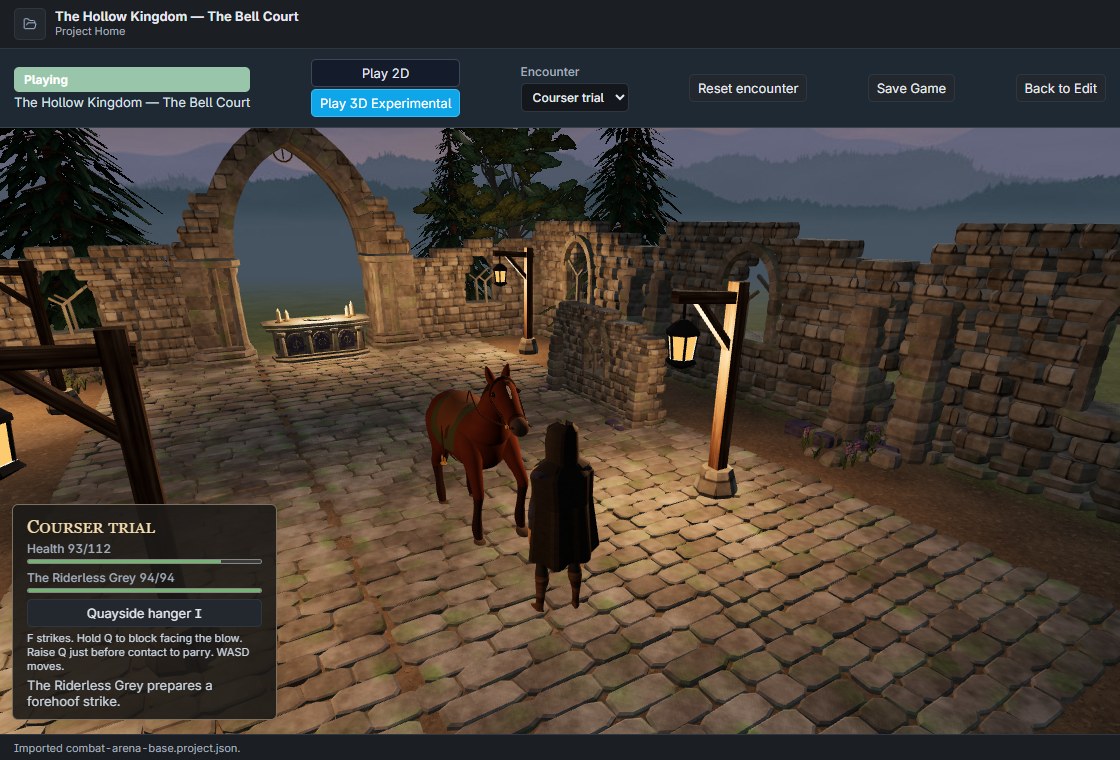 The Hollow Kingdom — The Bell Court
Project Home
Playing
The Hollow Kingdom — The Bell Court
Play 2D
Play 3D Experimental
Encounter
Courser trial
Reset encounter
Save Game
Back to Edit
Courser trial
Health 93/112
The Riderless Grey 94/94
Quayside hanger I
F strikes. Hold Q to block facing the blow.
Raise Q just before contact to parry. WASD
moves.
The Riderless Grey prepares a
forehoof strike.
Imported combat-arena-base.project.json.